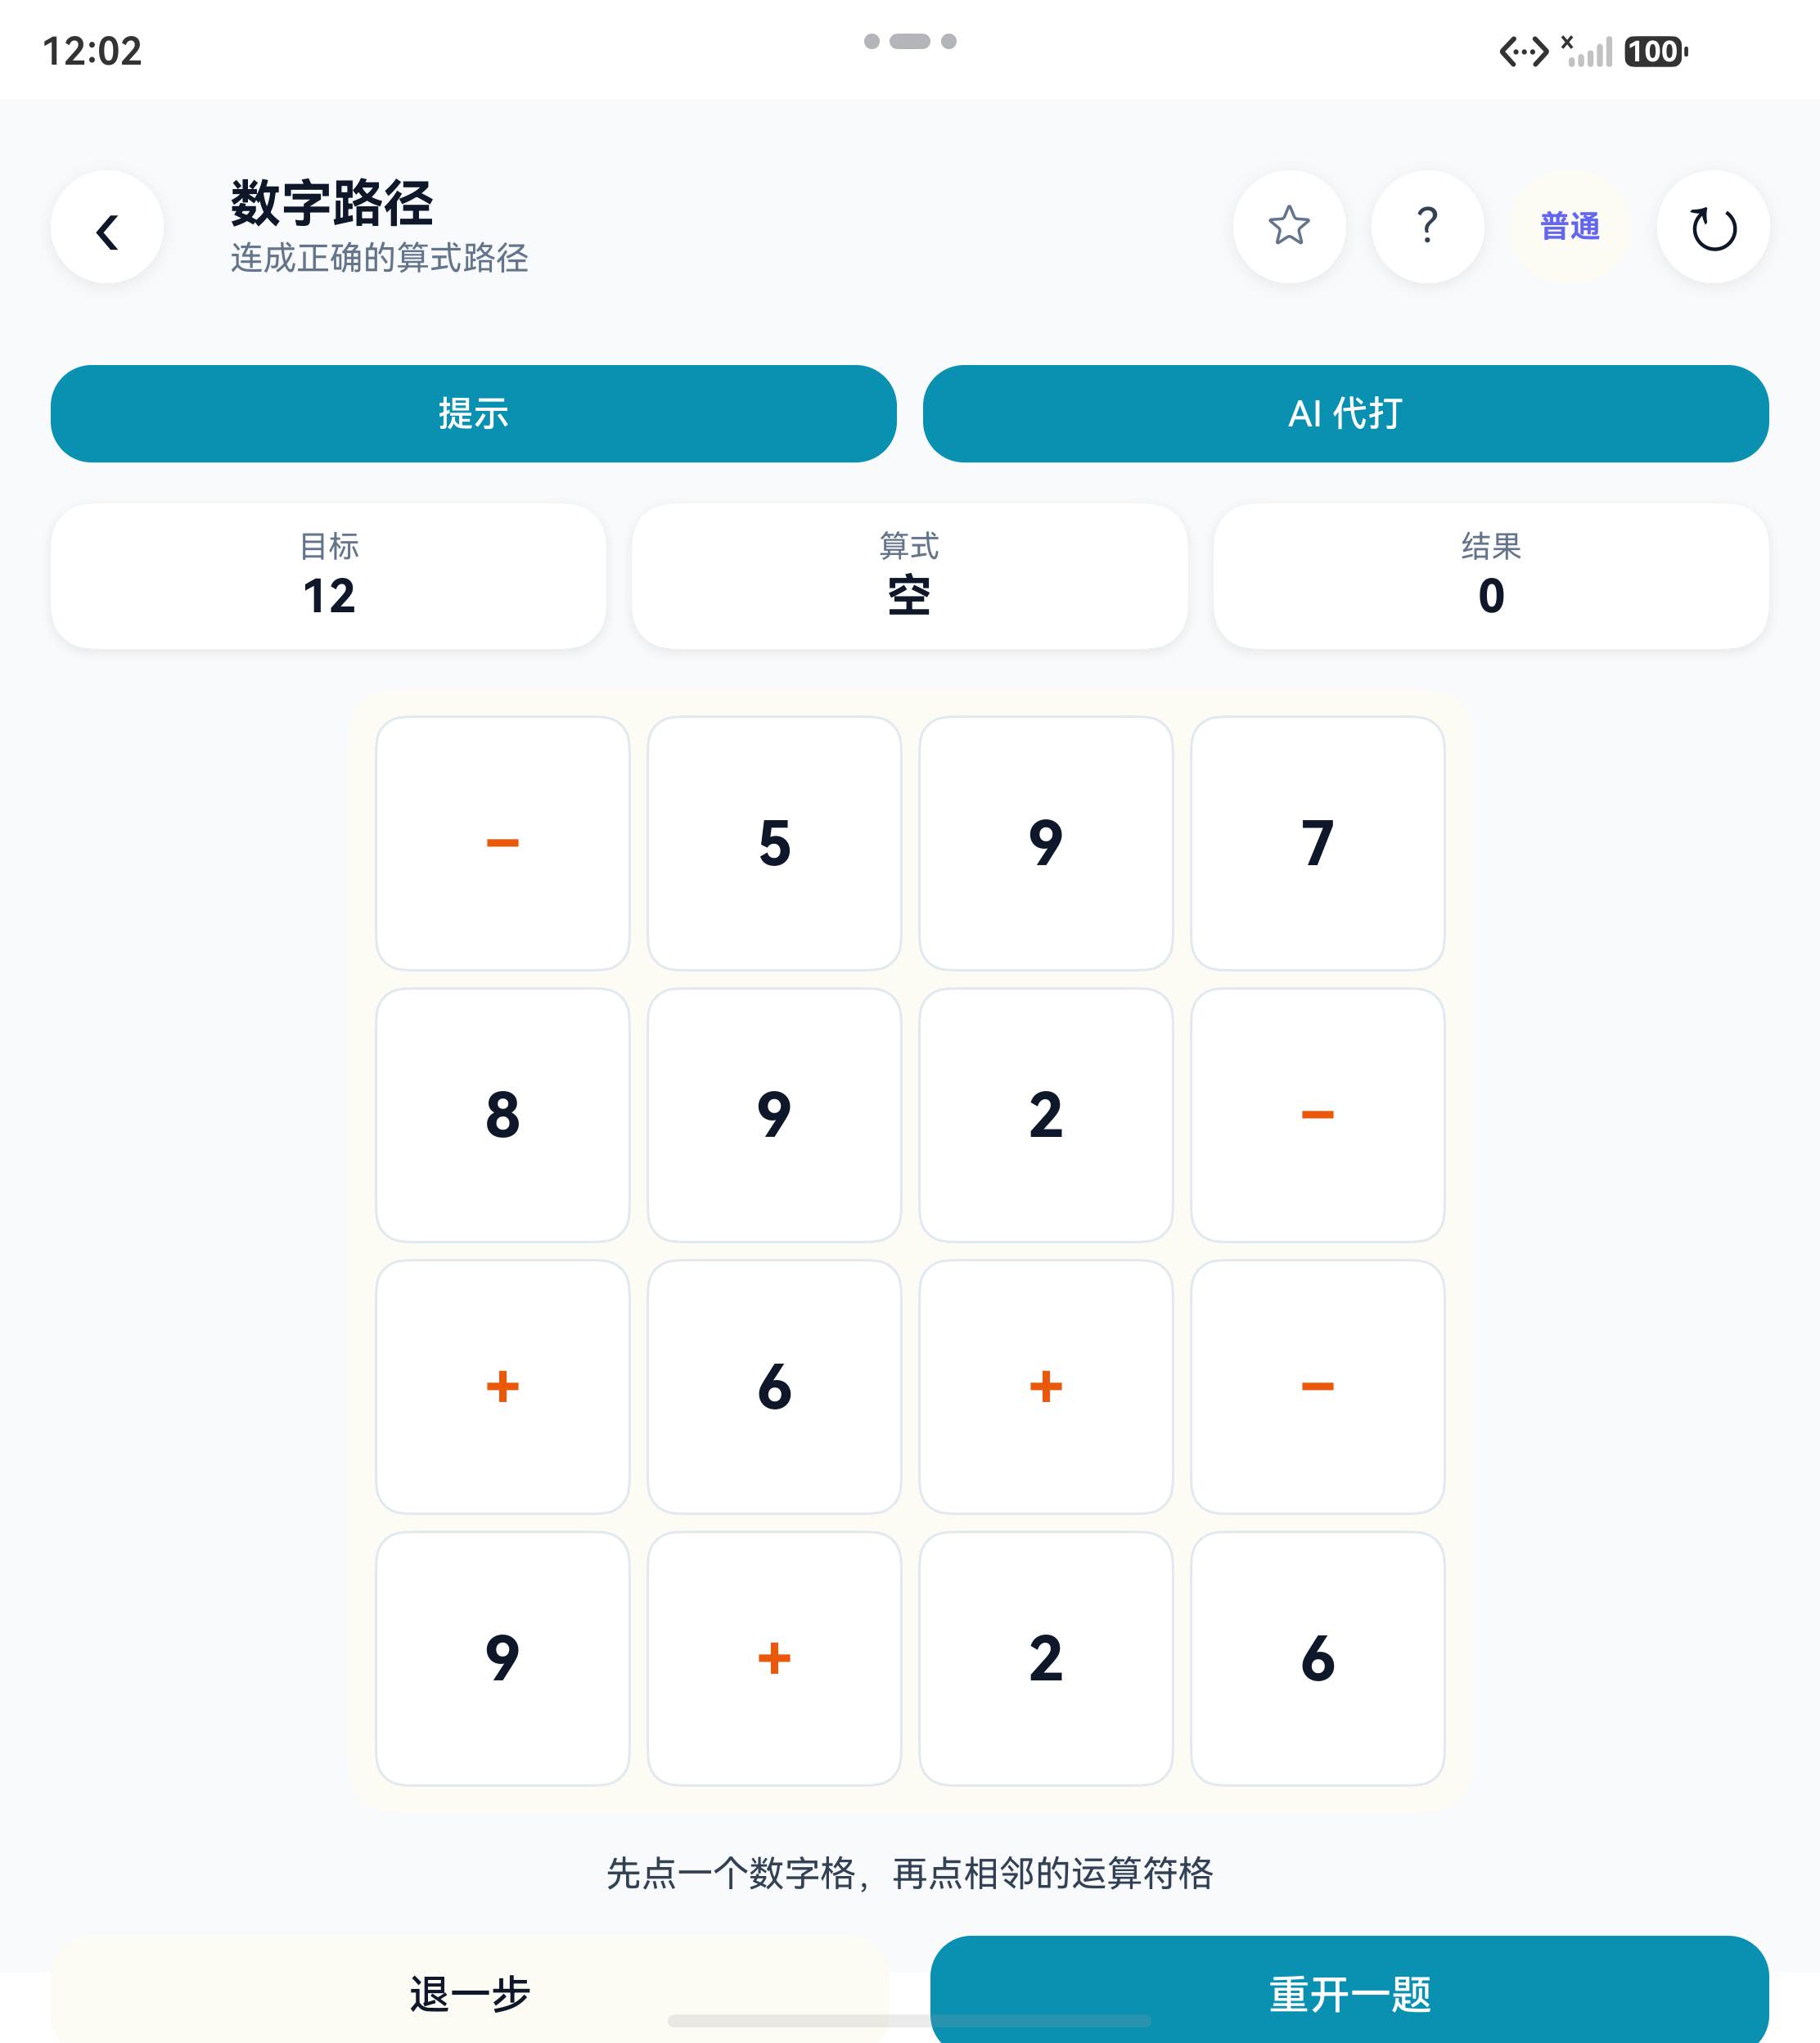 12:02
100
数字路径
连成正确的算式路径
?
普通
提示
AI 代打
目标
算式
结果
12
空
0
− 5 9 7
8 9 2 −
+ 6 + −
9 + 2 6
先点一个数字格，再点相邻的运算符格
退一步
重开一题